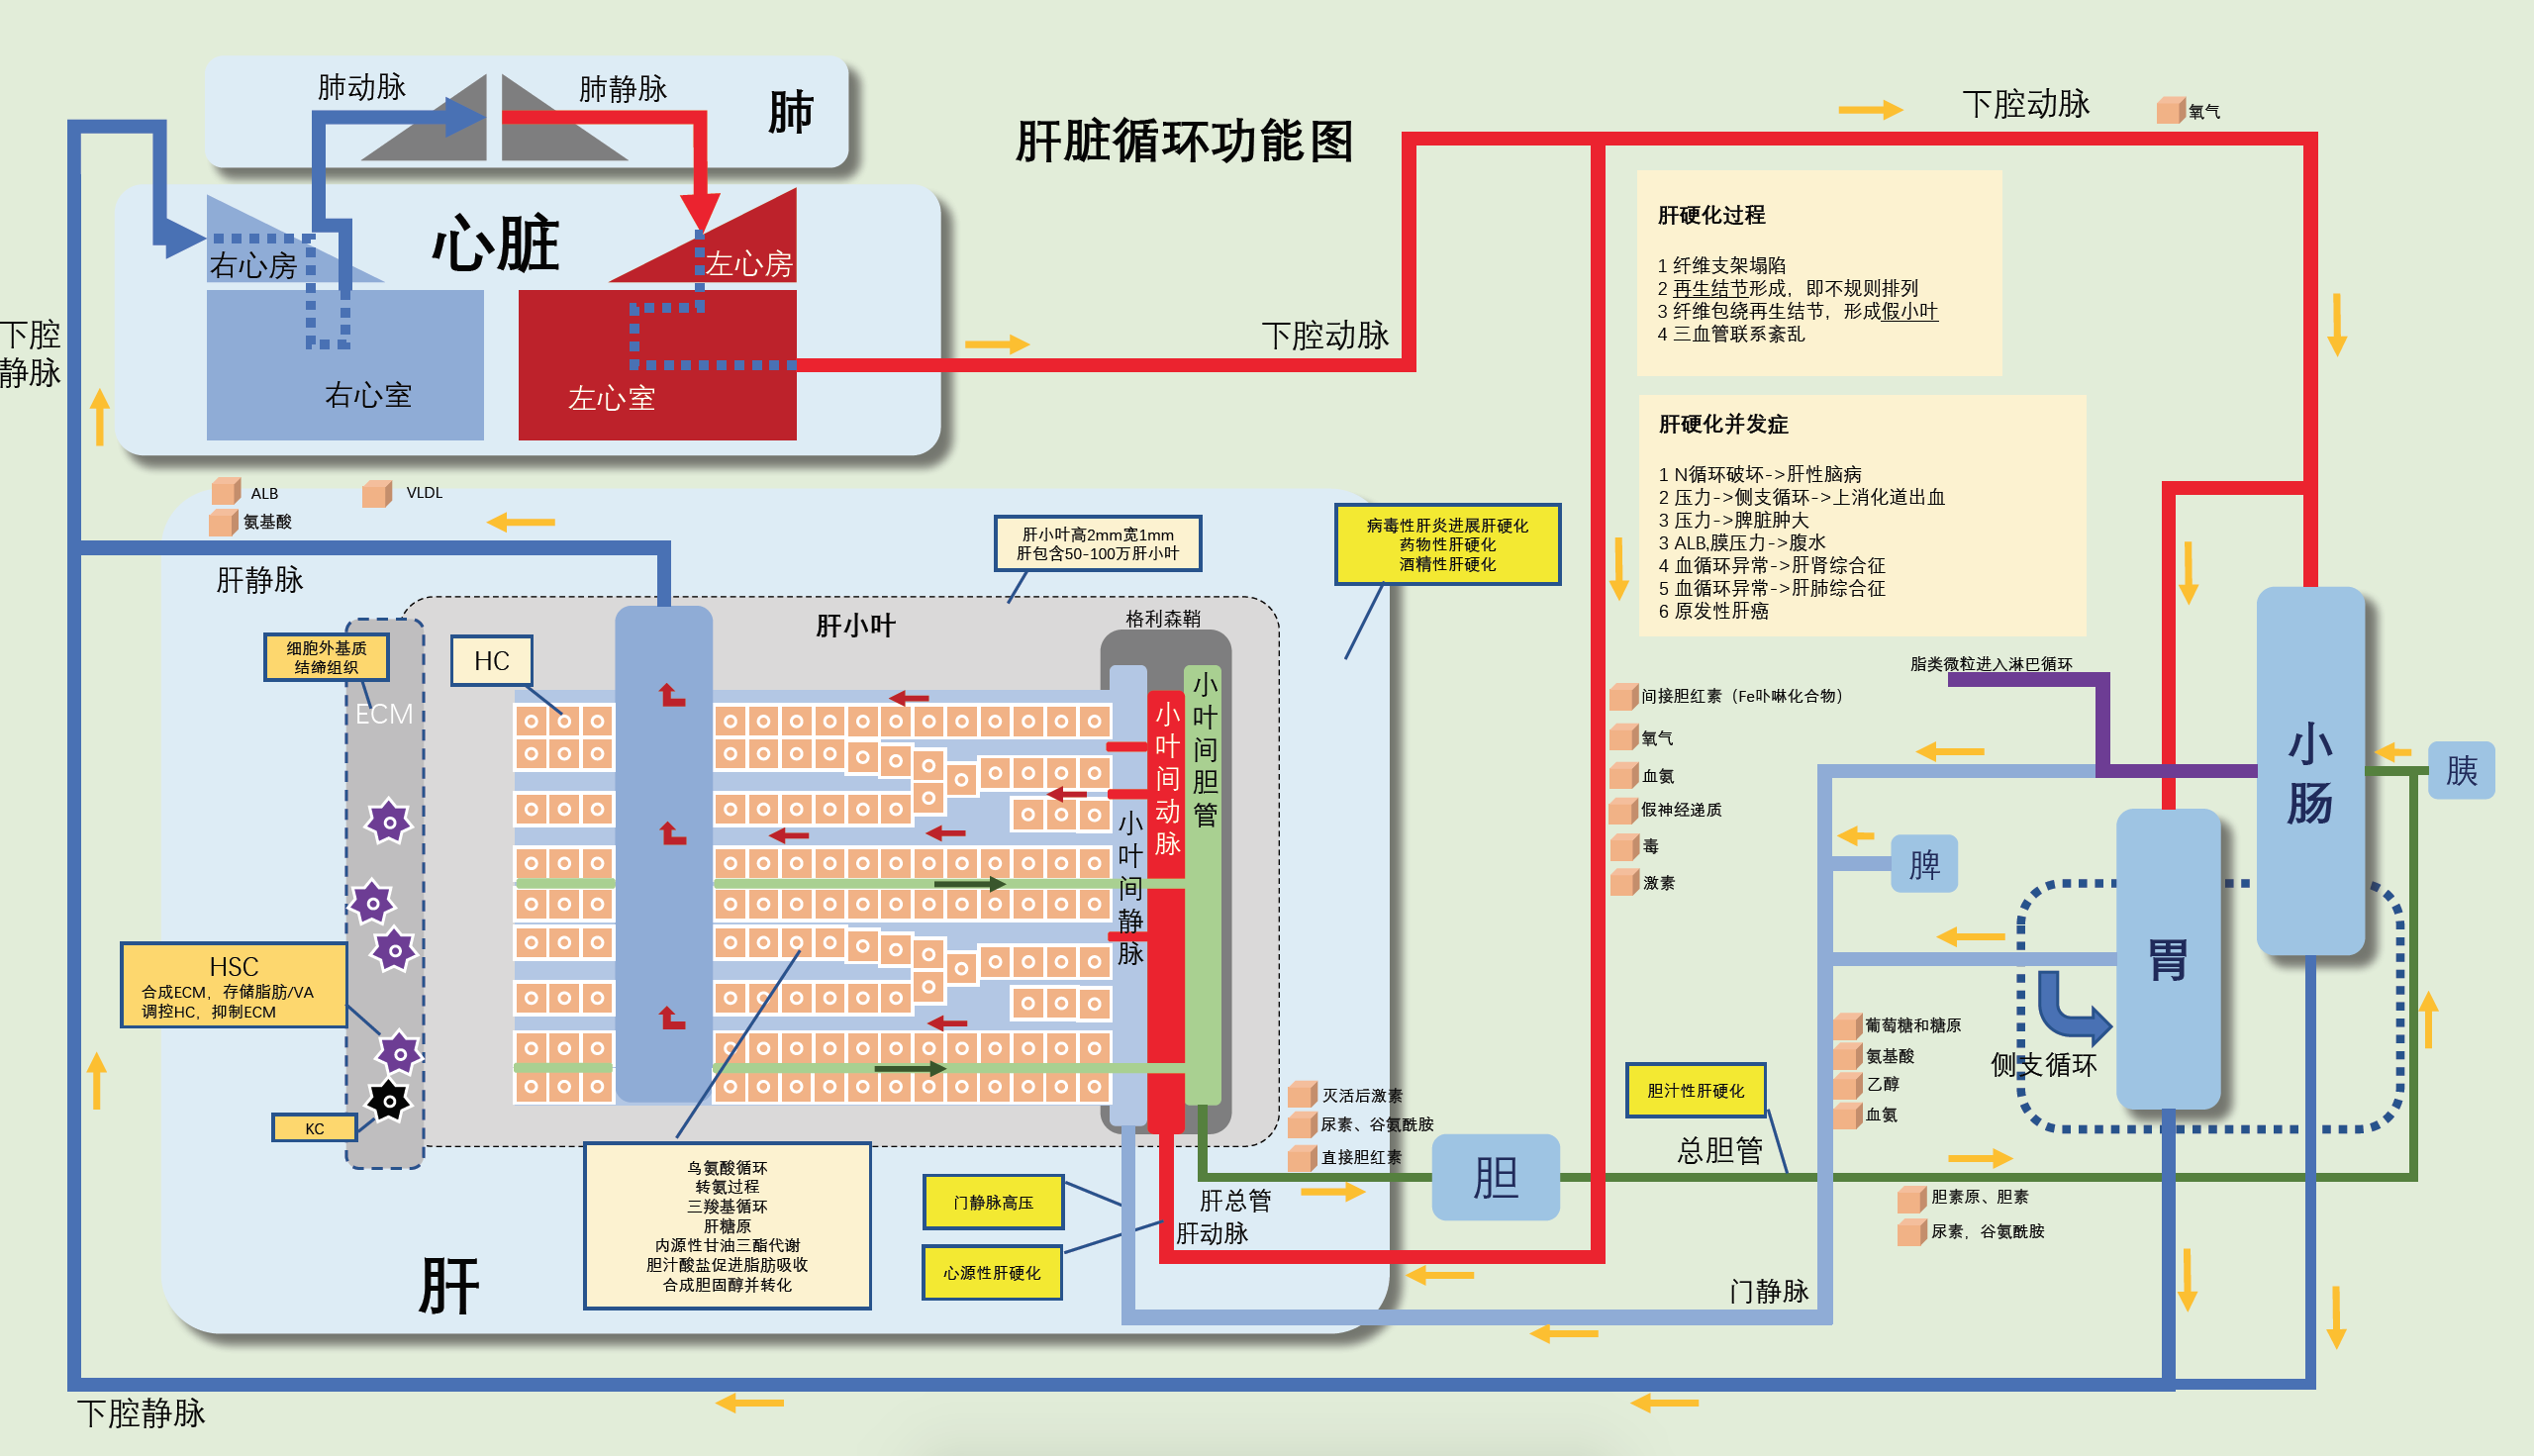 肝脏循环功能图
肺动脉
肺静脉
肺
心脏
右心房
左心房
右心室
左心室
下腔
静脉
下腔动脉
下腔动脉
氧气
肝硬化过程
1 纤维支架塌陷
2 再生结节形成，即不规则排列
3 纤维包绕再生结节，形成假小叶
4 三血管联系紊乱
肝硬化并发症
1 N循环破坏->肝性脑病
2 压力->侧支循环->上消化道出血
3 压力->脾脏肿大
3 ALB,膜压力->腹水
4 血循环异常->肝肾综合征
5 血循环异常->肝肺综合征
6 原发性肝癌
ALB
VLDL
氨基酸
肝静脉
肝小叶高2mm宽1mm
肝包含50-100万肝小叶
病毒性肝炎进展肝硬化
药物性肝硬化
酒精性肝硬化
肝小叶
格利森鞘
细胞外基质
结缔组织
HC
ECM
小叶间静脉
小叶间动脉
小叶间胆管
HSC
合成ECM，存储脂肪/VA
调控HC，抑制ECM
KC
鸟氨酸循环
转氨过程
三羧基循环
肝糖原
内源性甘油三酯代谢
胆汁酸盐促进脂肪吸收
合成胆固醇并转化
门静脉高压
心源性肝硬化
肝
肝总管
肝动脉
灭活后激素
尿素、谷氨酰胺
直接胆红素
胆
脂类微粒进入淋巴循环
间接胆红素（Fe卟啉化合物）
氧气
血氨
假神经递质
毒
激素
小肠
胰
脾
胃
侧支循环
葡萄糖和糖原
氨基酸
乙醇
血氨
胆汁性肝硬化
总胆管
胆素原、胆素
尿素，谷氨酰胺
门静脉
下腔静脉